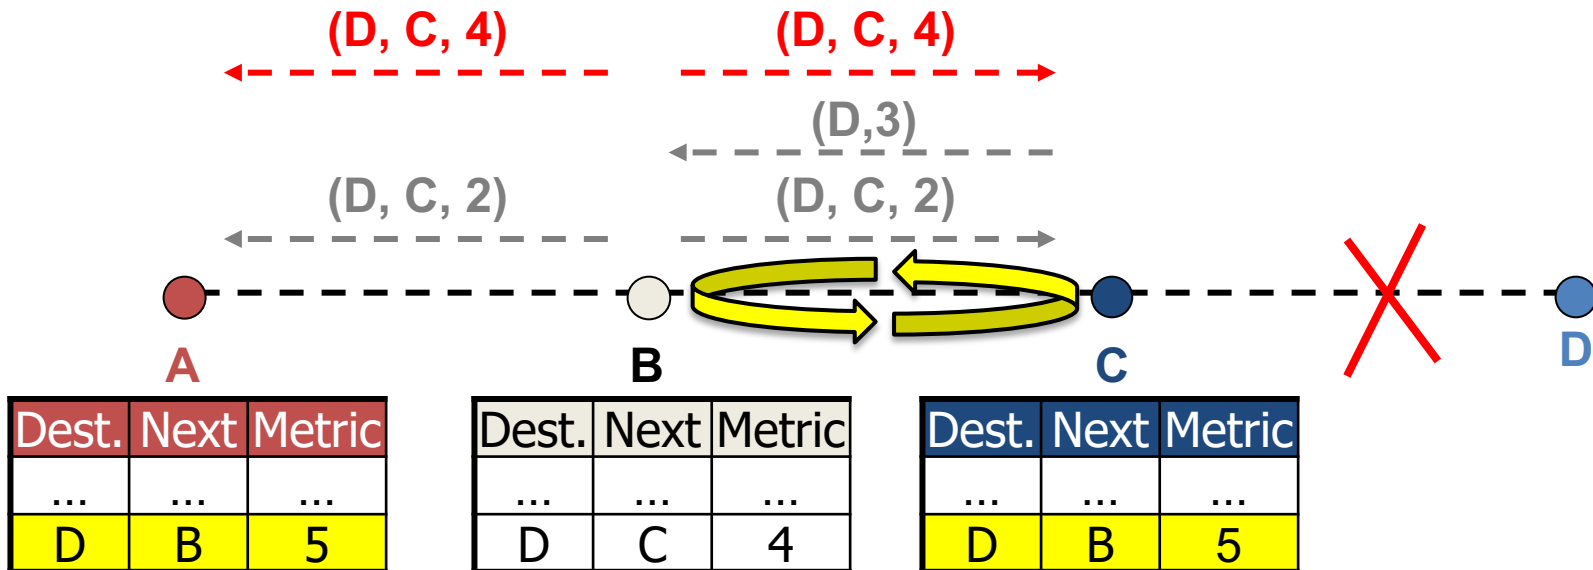 (D, C, 4) (D, C, 4)
(D,3)
(D, C, 2) (D, C, 2)
A B C D
Dest. Next Metric
... ... ...
D B 5
Dest. Next Metric
... ... ...
D C 4
Dest. Next Metric
... ... ...
D B 5